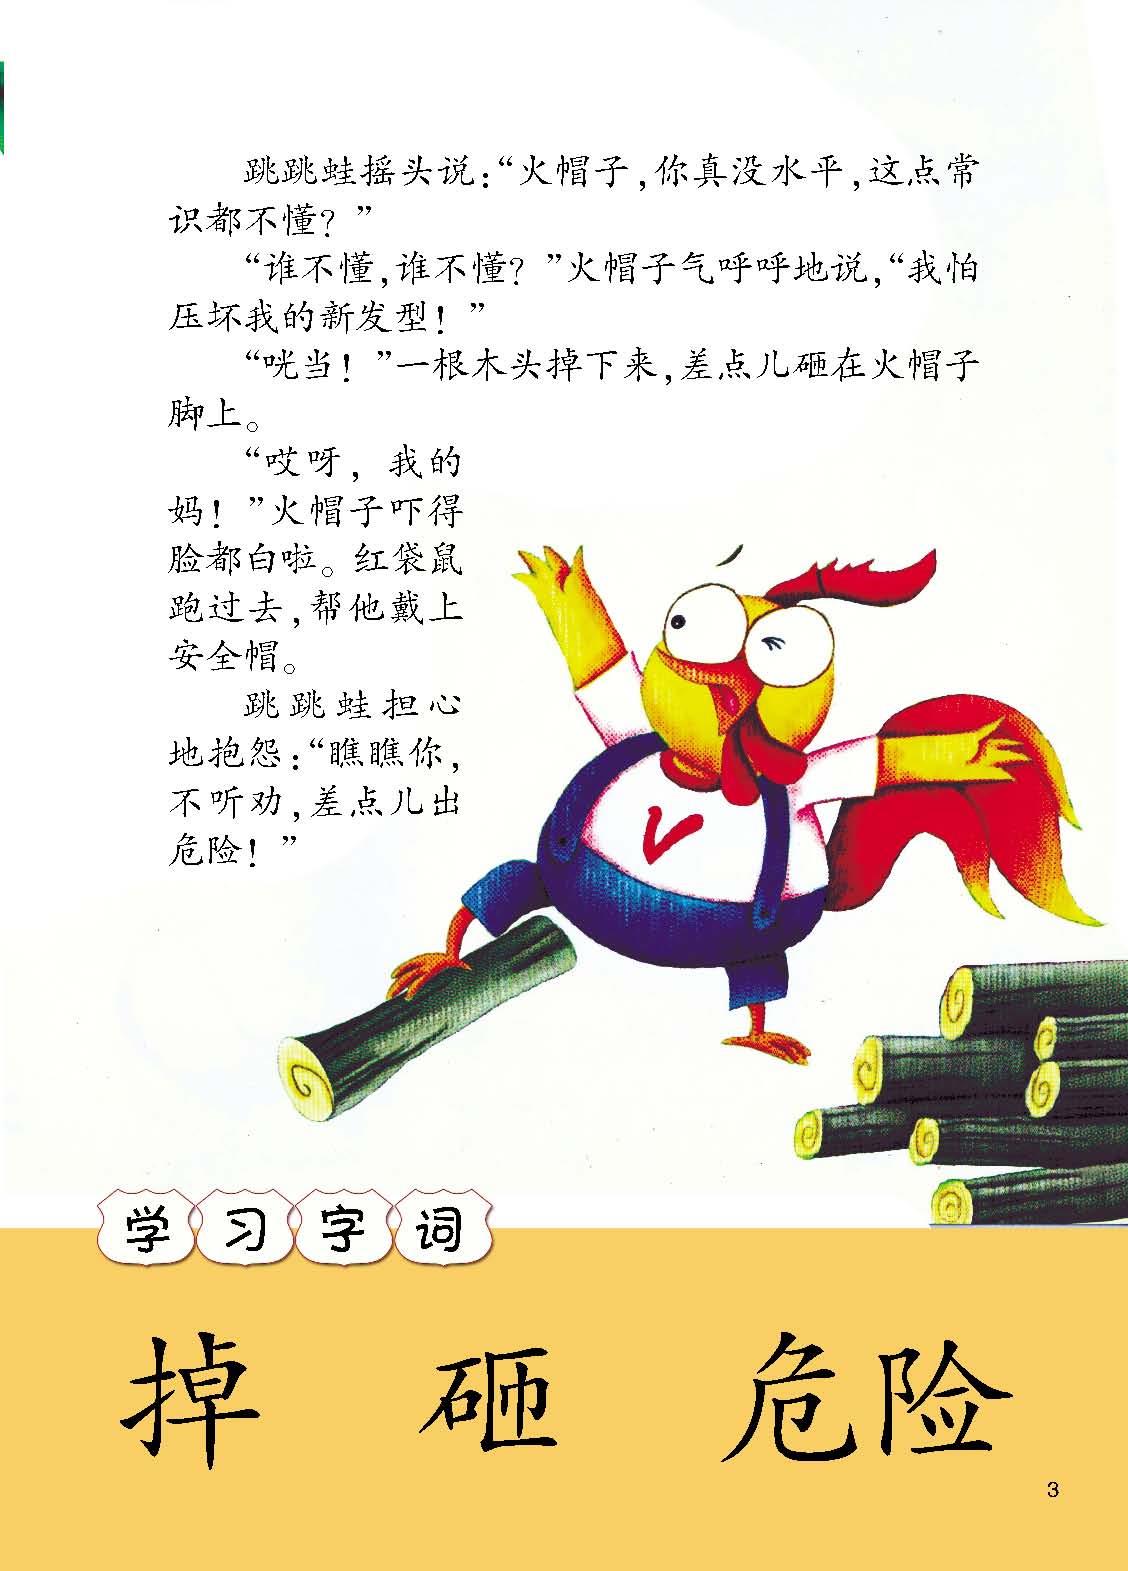 跳跳蛙摇头说：“火帽子，你真没水平，这点常
识都不懂？”
“谁不懂，谁不懂？”火帽子气呼呼地说，“我怕
压坏我的新发型！”
“咣当！”一根木头掉下来，差点儿砸在火帽子
脚上。
“哎呀，我的
妈！”火帽子吓得
脸都白啦。红袋鼠
跑过去，帮他戴上
安全帽。
跳跳蛙担心
地抱怨：“瞧瞧你，
不听劝，差点儿出
危险！”
学习字词
掉 砸 危险
3